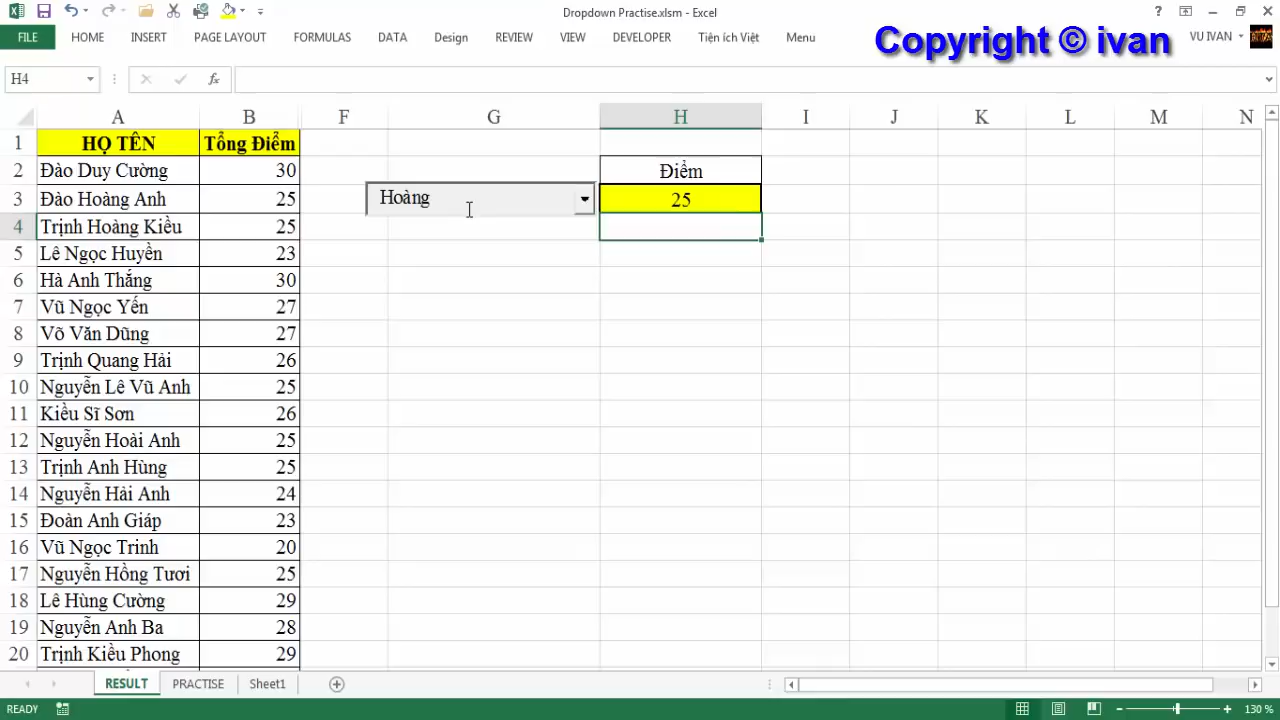 Dropdown Practise.xlsm - Excel
FILE HOME INSERT PAGE LAYOUT FORMULAS DATA Design REVIEW VIEW DEVELOPER Tiện ích Việt Menu VU IVAN
Copyright © ivan
H4 fx
A B F G H I J K L M N
1 HỌ TÊN Tổng Điểm
2 Đào Duy Cường 30 Điểm
3 Đào Hoàng Anh 25 Hoàng 25
4 Trịnh Hoàng Kiều 25
5 Lê Ngọc Huyền 23
6 Hà Anh Thắng 30
7 Vũ Ngọc Yến 27
8 Võ Văn Dũng 27
9 Trịnh Quang Hải 26
10 Nguyễn Lê Vũ Anh 25
11 Kiều Sĩ Sơn 26
12 Nguyễn Hoài Anh 25
13 Trịnh Anh Hùng 25
14 Nguyễn Hải Anh 24
15 Đoàn Anh Giáp 23
16 Vũ Ngọc Trinh 20
17 Nguyễn Hồng Tươi 25
18 Lê Hùng Cường 29
19 Nguyễn Anh Ba 28
20 Trịnh Kiều Phong 29
RESULT PRACTISE Sheet1
READY 130 %